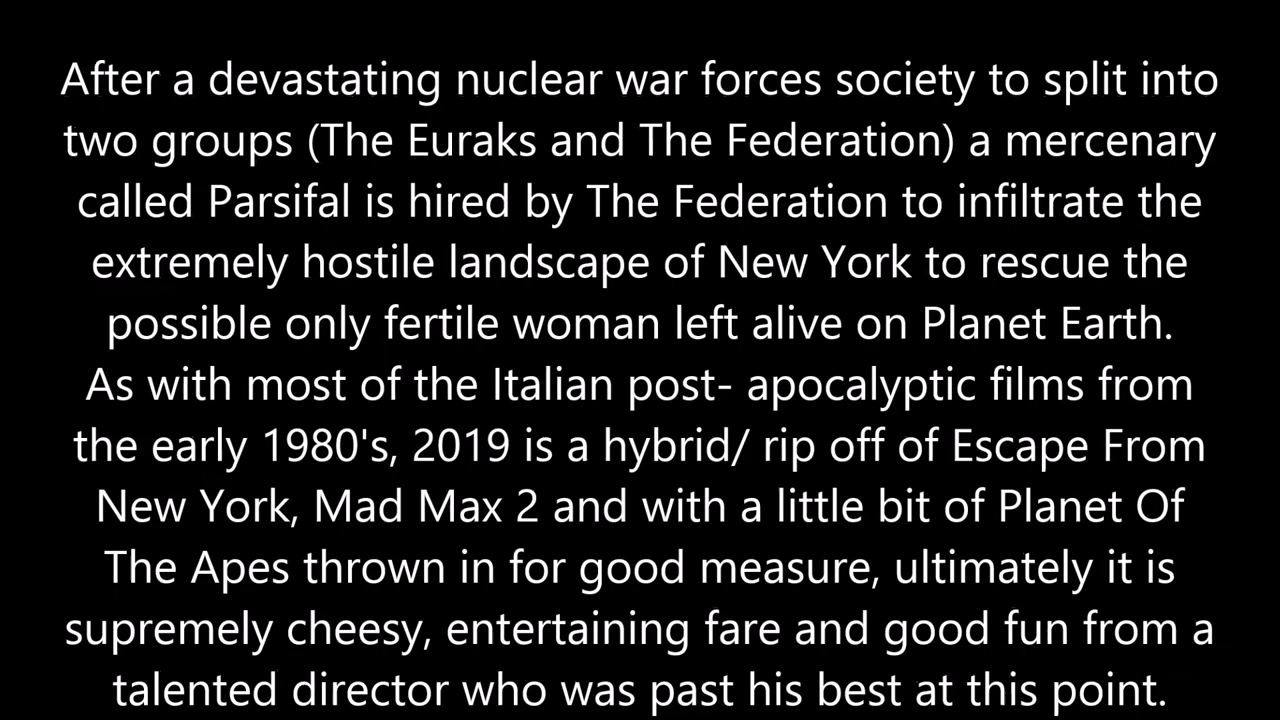 After a devastating nuclear war forces society to split into
two groups (The Euraks and The Federation) a mercenary
called Parsifal is hired by The Federation to infiltrate the
extremely hostile landscape of New York to rescue the
possible only fertile woman left alive on Planet Earth.
As with most of the Italian post- apocalyptic films from
the early 1980's, 2019 is a hybrid/ rip off of Escape From
New York, Mad Max 2 and with a little bit of Planet Of
The Apes thrown in for good measure, ultimately it is
supremely cheesy, entertaining fare and good fun from a
talented director who was past his best at this point.